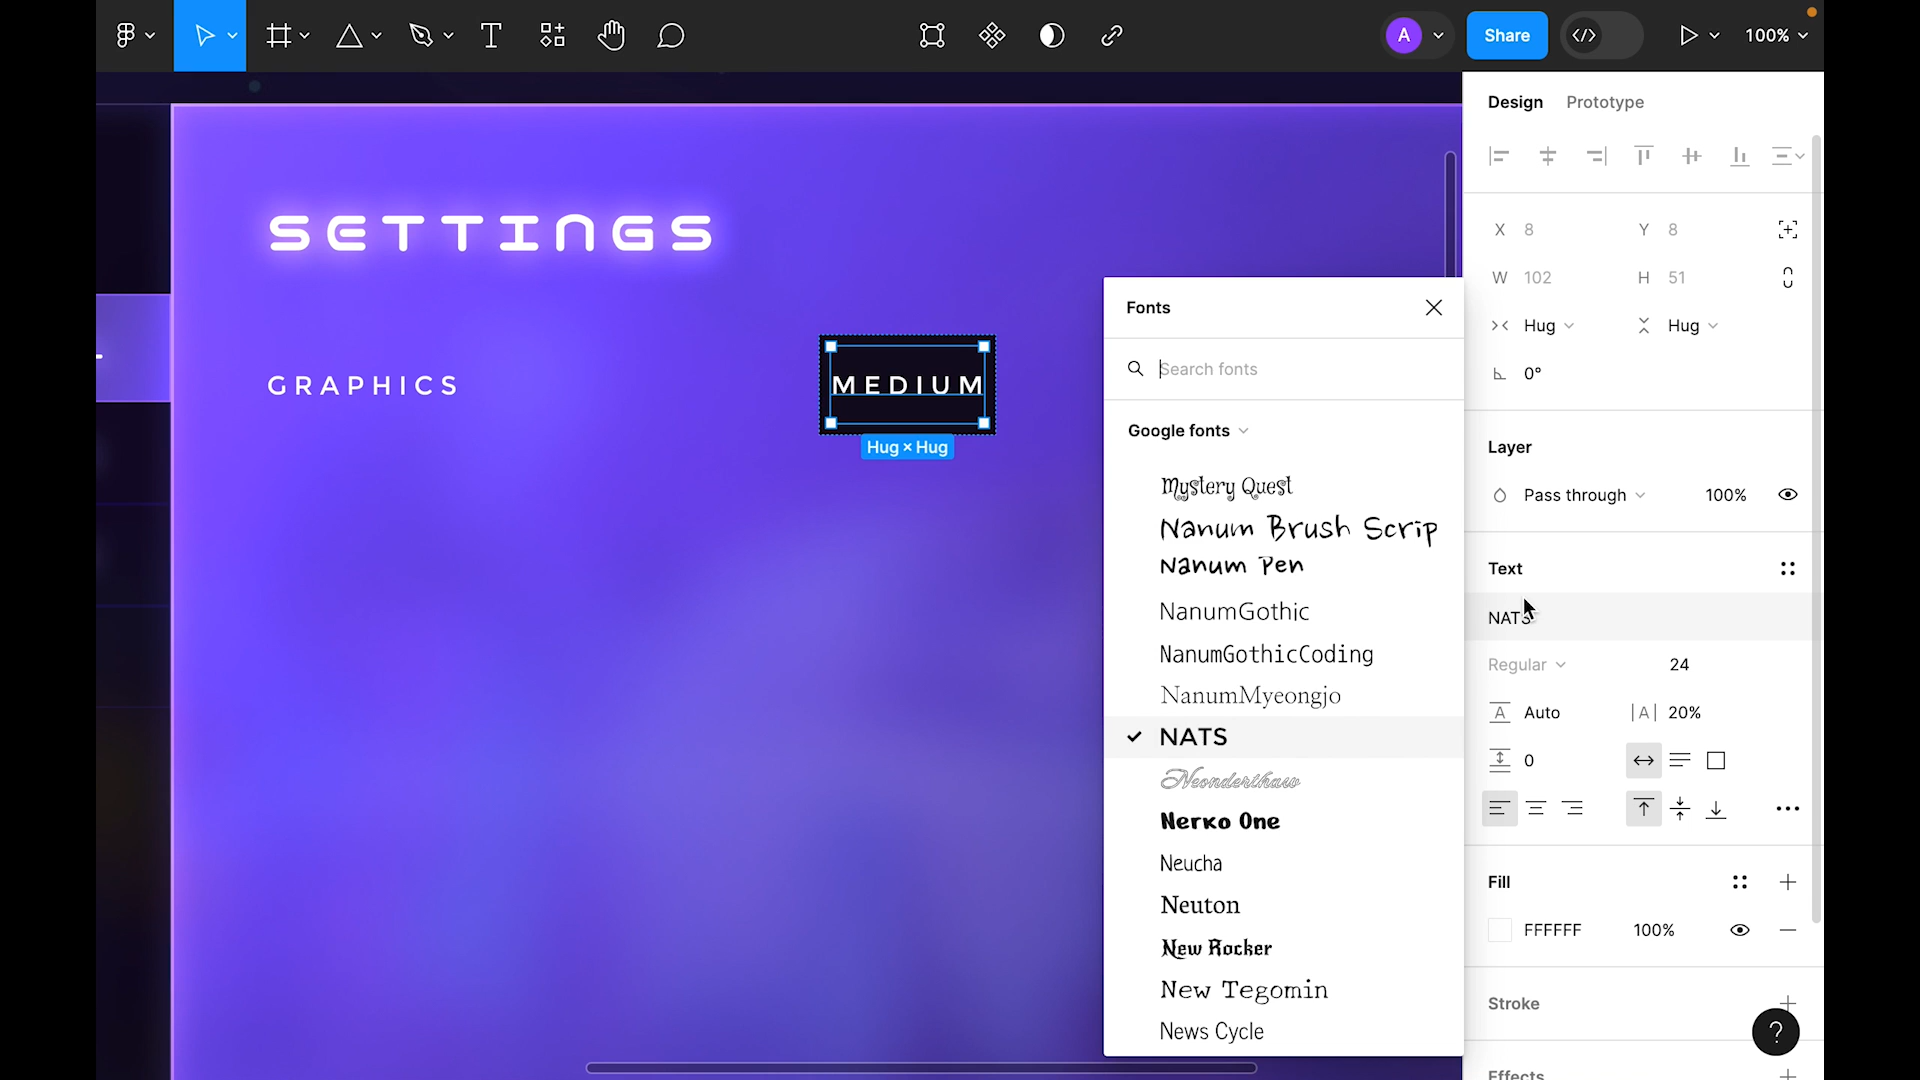 A
Share
100%
Design
Prototype
SETTINGS
GRAPHICS
MEDIUM
Hug × Hug
Fonts
Search fonts
Google fonts
Mystery Quest
Nanum Brush Scrip
Nanum Pen
NanumGothic
NanumGothicCoding
NanumMyeongjo
NATS
Neonderthaw
Nerko One
Neucha
Neuton
New Rocker
New Tegomin
News Cycle
X 8
Y 8
W 102
H 51
Hug
Hug
0°
Layer
Pass through
100%
Text
NATS
Regular
24
Auto
20%
0
Fill
FFFFFF
100%
Stroke
?
Effects